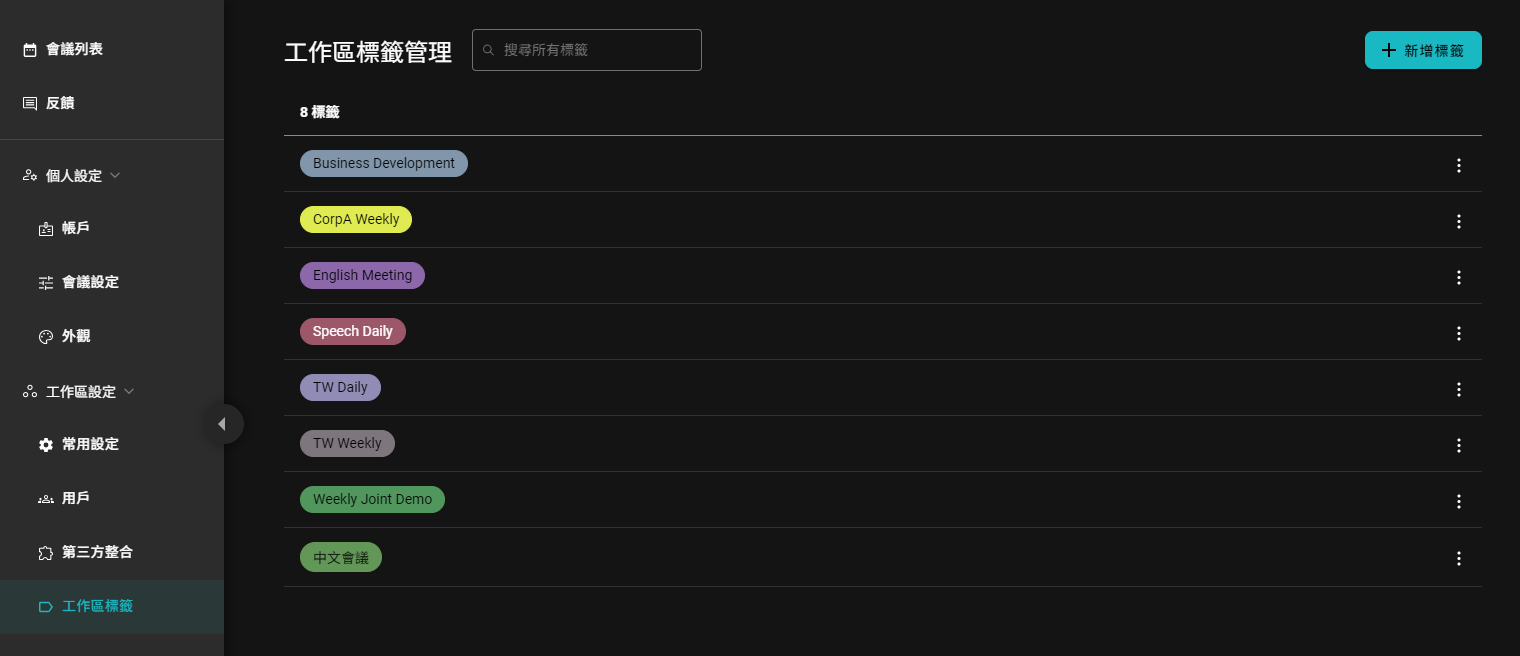 會議列表
反饋
個人設定
帳戶
會議設定
外觀
工作區設定
常用設定
用戶
第三方整合
工作區標籤
工作區標籤管理
搜尋所有標籤
新增標籤
8 標籤
Business Development
CorpA Weekly
English Meeting
Speech Daily
TW Daily
TW Weekly
Weekly Joint Demo
中文會議